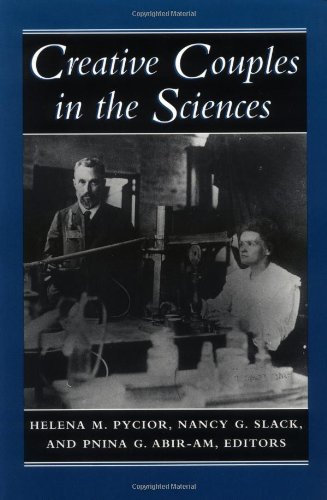 Creative Couples
in the Sciences
HELENA M. PYCIOR, NANCY G. SLACK,
AND PNINA G. ABIR-AM, EDITORS